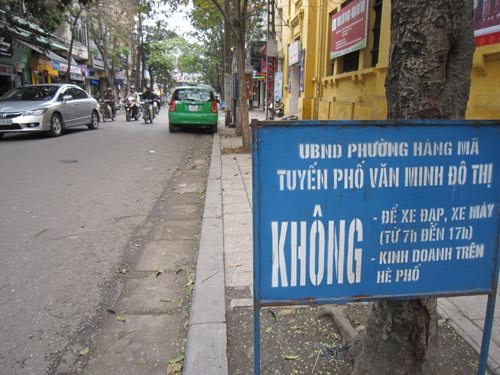 UBND PHƯỜNG HÀNG MÃ
TUYẾN PHỐ VĂN MINH ĐÔ THỊ
KHÔNG
- ĐỂ XE ĐẠP, XE MÁY
(TỪ 7h ĐẾN 17h)
- KINH DOANH TRÊN
HÈ PHỐ